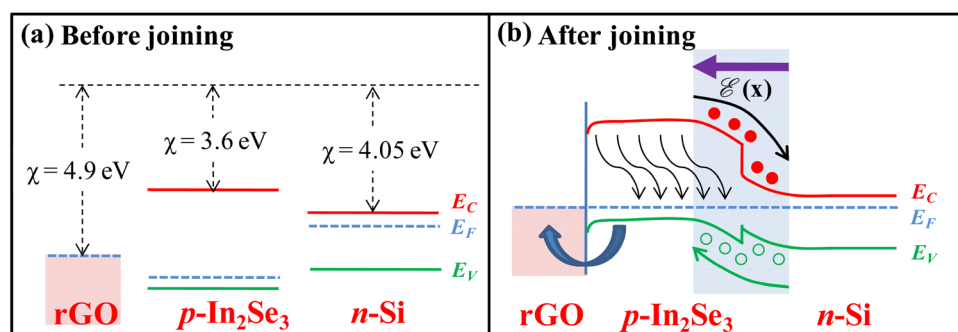 (a) Before joining
χ = 4.9 eV
χ = 3.6 eV
χ = 4.05 eV
E_C
E_F
E_V
rGO
p-In₂Se₃
n-Si
(b) After joining
ℰ (x)
E_C
E_F
E_V
rGO
p-In₂Se₃
n-Si